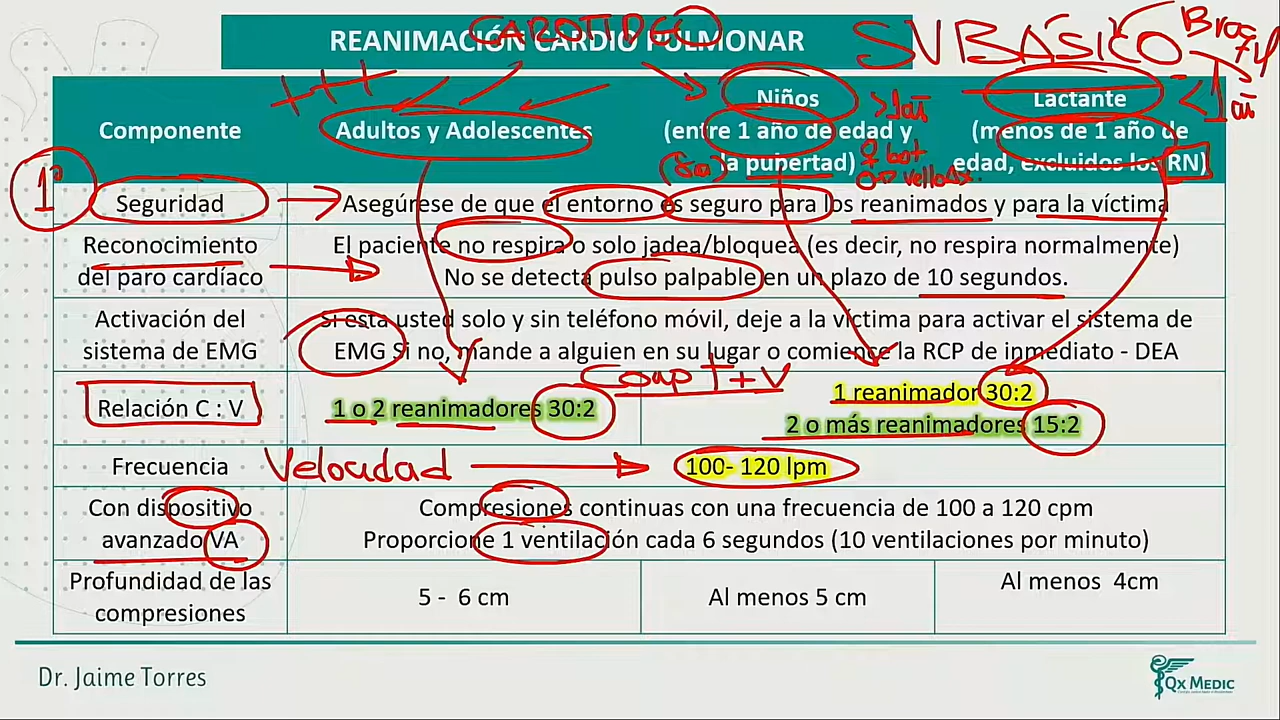 CAROTIDEO
SVBÁSICO
REANIMACIÓN CARDIO PULMONAR
+++
Componente
Adultos y Adolescentes
Niños
(entre 1 año de edad y
la pubertad)
>1añ
♀ bot
Lactante
(menos de 1 año de
edad, excluidos los RN)
<1añ
1º
Seguridad
Asegúrese de que el entorno es seguro para los reanimados y para la víctima
Reconocimiento
del paro cardíaco
El paciente no respira o solo jadea/bloquea (es decir, no respira normalmente)
No se detecta pulso palpable en un plazo de 10 segundos.
Activación del
sistema de EMG
Si esta usted solo y sin teléfono móvil, deje a la víctima para activar el sistema de
EMG Si no, mande a alguien en su lugar o comience la RCP de inmediato - DEA
Relación C : V
1 o 2 reanimadores 30:2
Comp T + V
1 reanimador 30:2
2 o más reanimadores 15:2
Frecuencia
Velocidad
100- 120 lpm
Con dispositivo
avanzado VA
Compresiones continuas con una frecuencia de 100 a 120 cpm
Proporcione 1 ventilación cada 6 segundos (10 ventilaciones por minuto)
Profundidad de las
compresiones
5 - 6 cm
Al menos 5 cm
Al menos 4cm
Dr. Jaime Torres
QX MEDIC